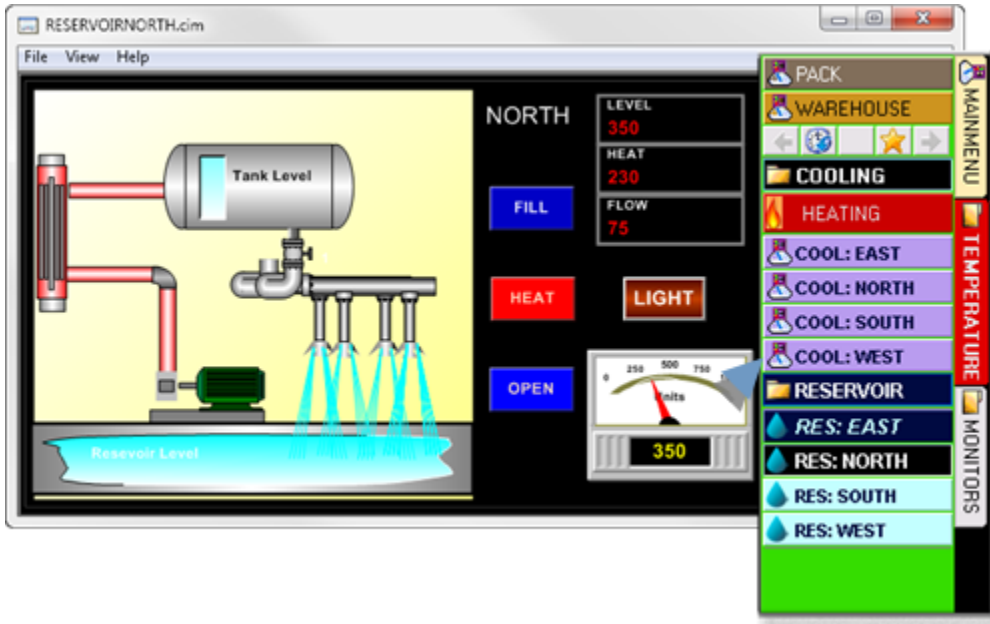 RESERVOIRNORTH.cim
File View Help
NORTH
LEVEL
350
HEAT
230
FLOW
75
Tank Level
FILL
HEAT
LIGHT
OPEN
0 250 500 750
Units
350
Resevoir Level
PACK
WAREHOUSE
COOLING
HEATING
COOL: EAST
COOL: NORTH
COOL: SOUTH
COOL: WEST
RESERVOIR
RES: EAST
RES: NORTH
RES: SOUTH
RES: WEST
MAINMENU
TEMPERATURE
MONITORS